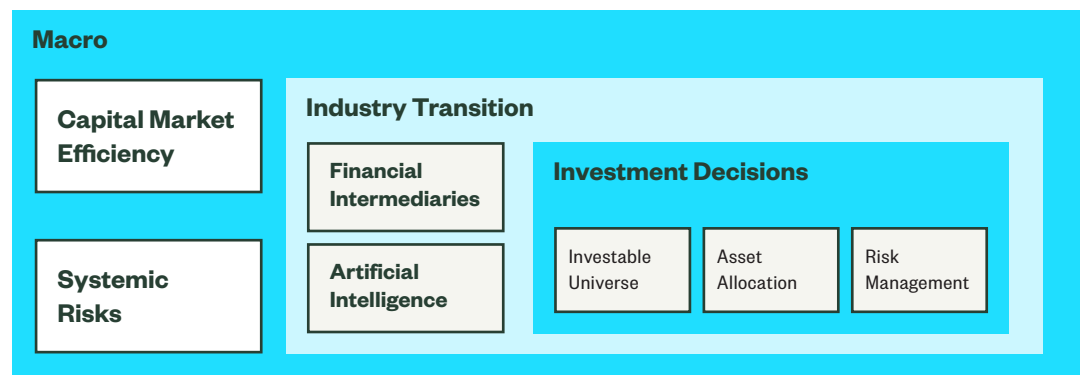 Macro
Capital Market
Efficiency
Systemic
Risks
Industry Transition
Financial
Intermediaries
Artificial
Intelligence
Investment Decisions
Investable
Universe
Asset
Allocation
Risk
Management